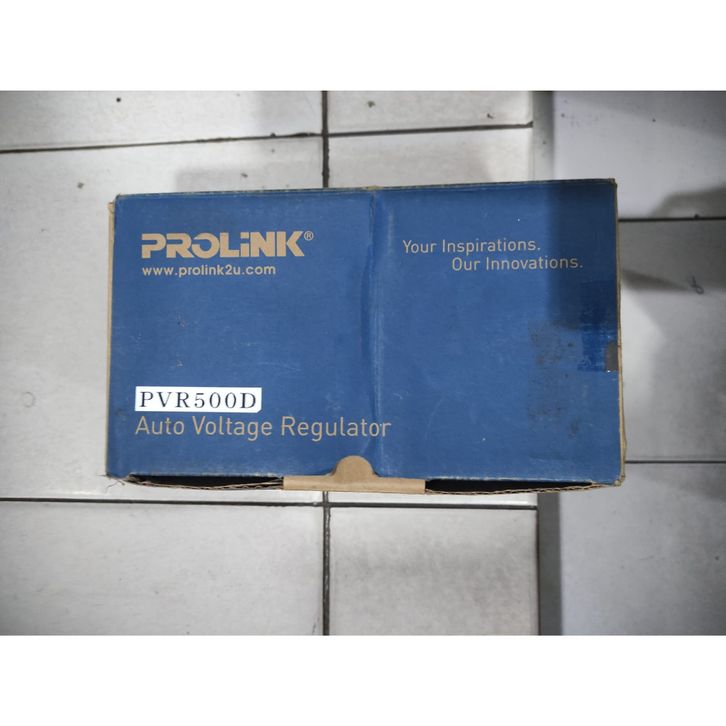 PROLiNK®
www.prolink2u.com
Your Inspirations.
Our Innovations.
PVR500D
Auto Voltage Regulator